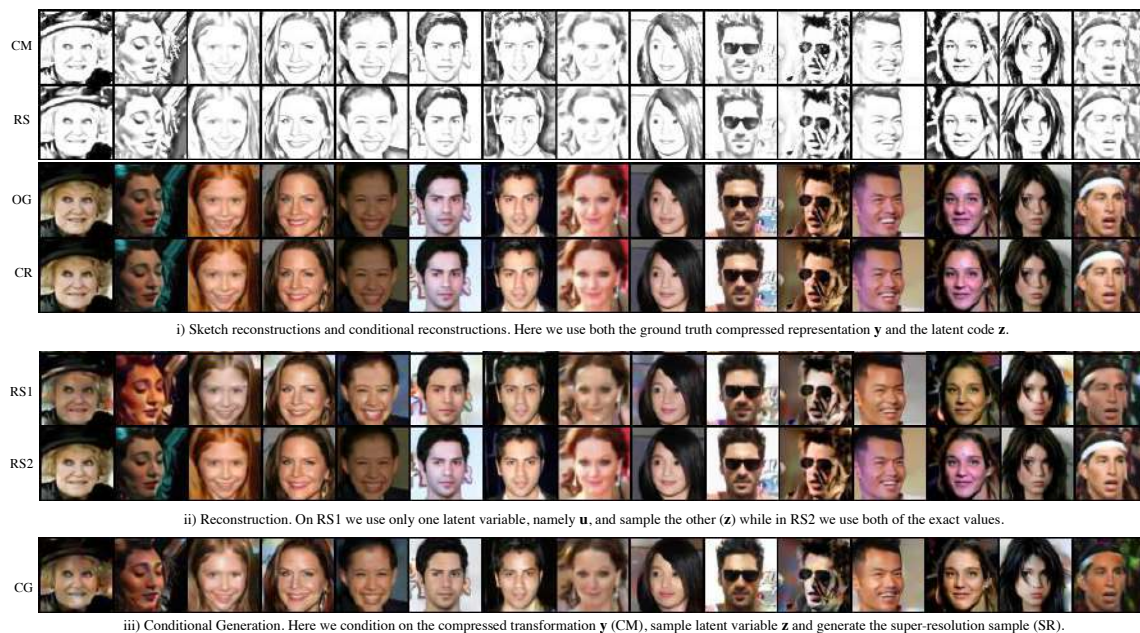 CM
RS
OG
CR
i) Sketch reconstructions and conditional reconstructions. Here we use both the ground truth compressed representation y and the latent code z.
RS1
RS2
ii) Reconstruction. On RS1 we use only one latent variable, namely u, and sample the other (z) while in RS2 we use both of the exact values.
CG
iii) Conditional Generation. Here we condition on the compressed transformation y (CM), sample latent variable z and generate the super-resolution sample (SR).